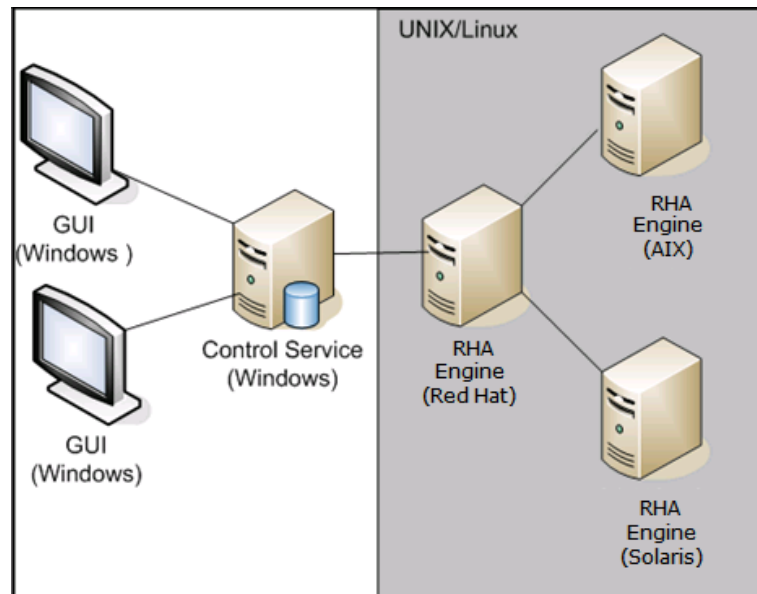 UNIX/Linux
GUI
(Windows )
RHA
Engine
(AIX)
Control Service
(Windows)
RHA
Engine
(Red Hat)
GUI
(Windows)
RHA
Engine
(Solaris)